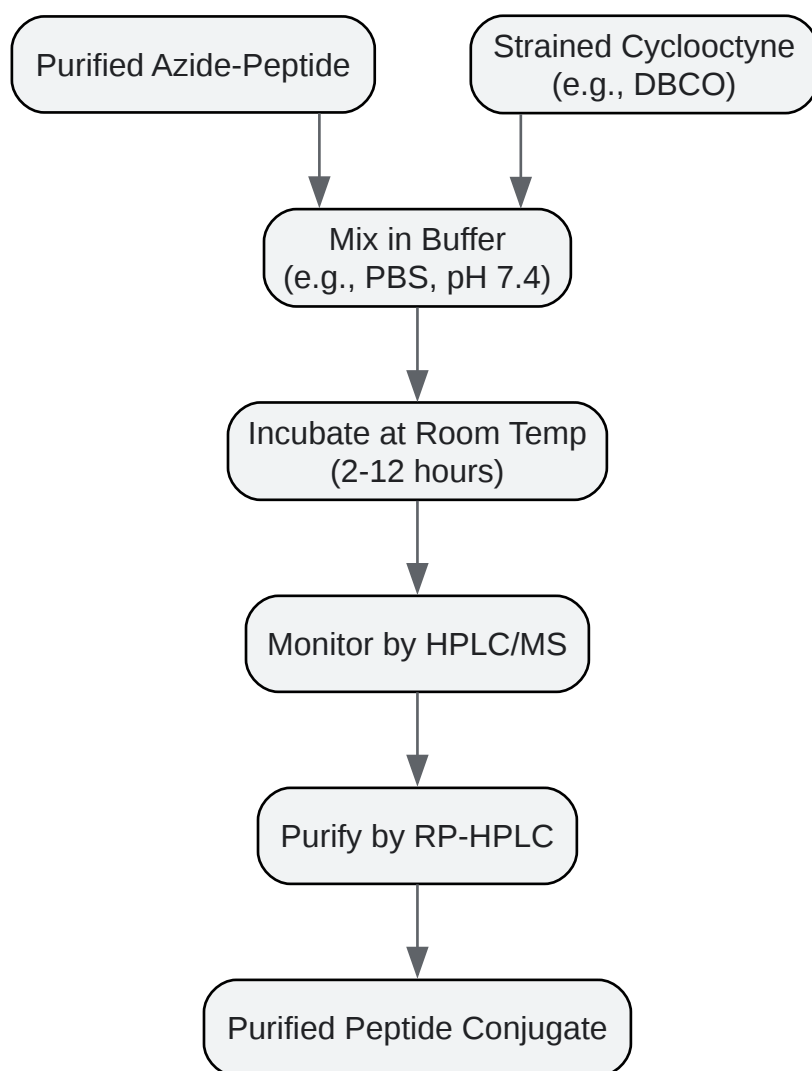 Purified Azide-Peptide
Strained Cyclooctyne
(e.g., DBCO)
Mix in Buffer
(e.g., PBS, pH 7.4)
Incubate at Room Temp
(2-12 hours)
Monitor by HPLC/MS
Purify by RP-HPLC
Purified Peptide Conjugate